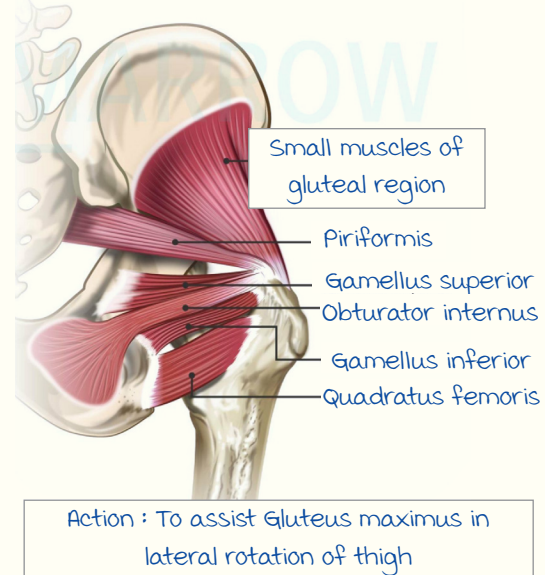 MARROW
Small muscles of
gluteal region
Piriformis
Gamellus superior
Obturator internus
Gamellus inferior
Quadratus femoris
Action : To assist Gluteus maximus in
lateral rotation of thigh